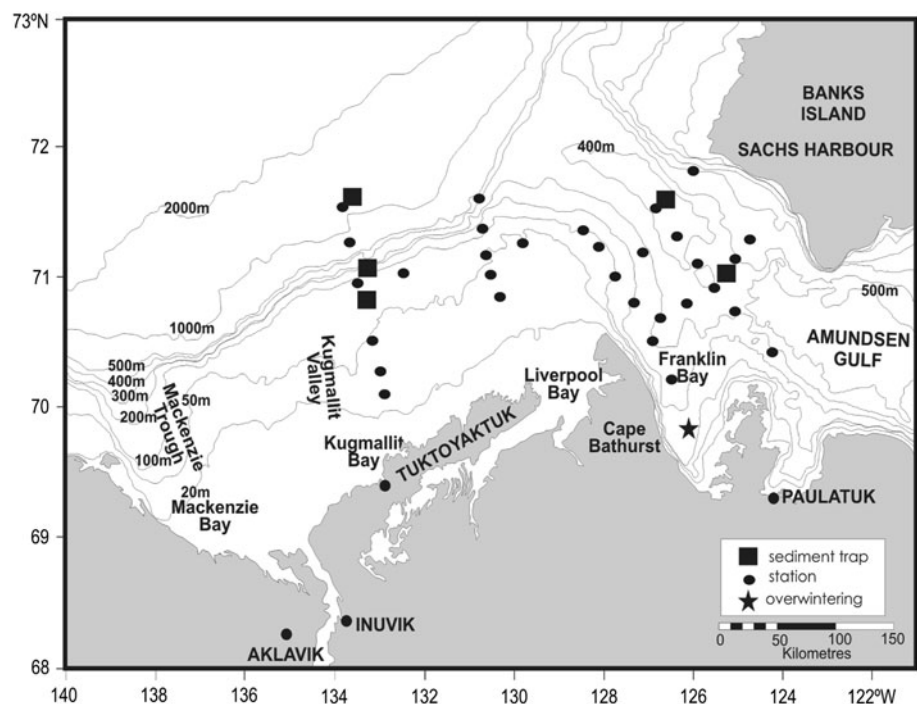 73ºN
BANKS
ISLAND
SACHS HARBOUR
72
400m
2000m
71
500m
1000m
AMUNDSEN
GULF
Kugmallit
Valley
Franklin
Bay
500m
400m
300m
200m
50m
Mackenzie
Trough
Liverpool
Bay
70
Cape
Bathurst
Kugmallit
Bay
TUKTOYAKTUK
100m
20m
Mackenzie
Bay
PAULATUK
69
sediment trap
station
overwintering
INUVIK
AKLAVIK
0 50 100 150
Kilometres
68
140 138 136 134 132 130 128 126 124 122ºW